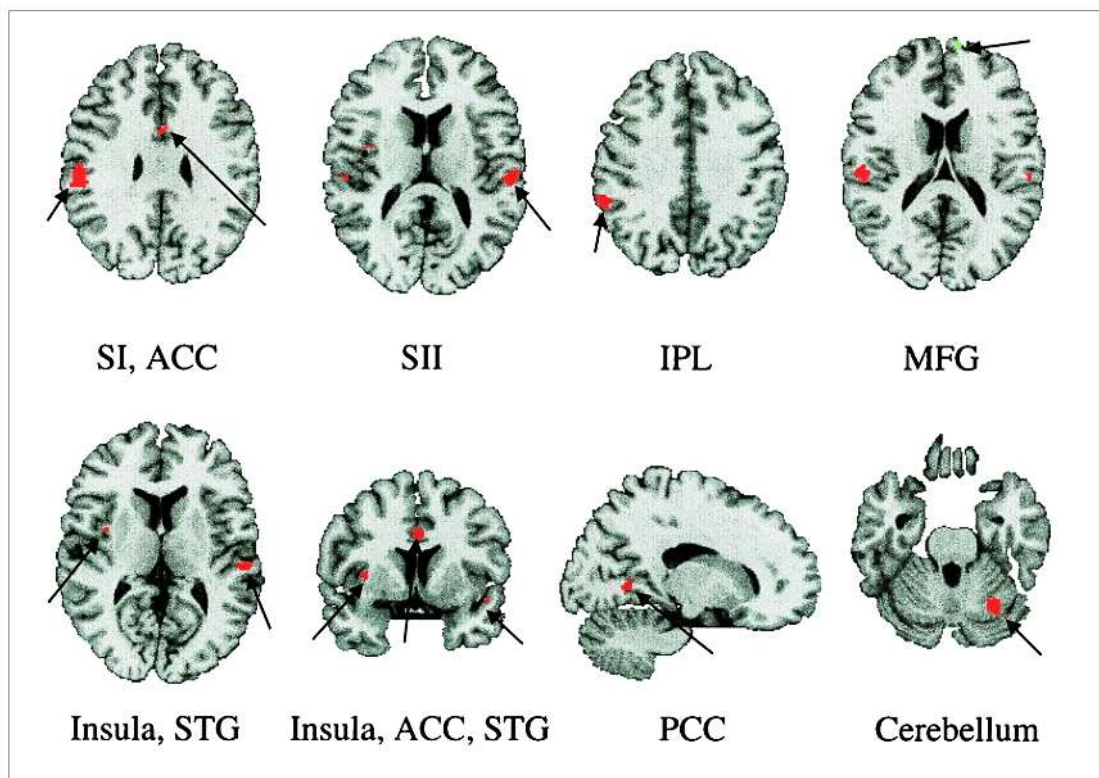 SI, ACC
SII
IPL
MFG
Insula, STG
Insula, ACC, STG
PCC
Cerebellum